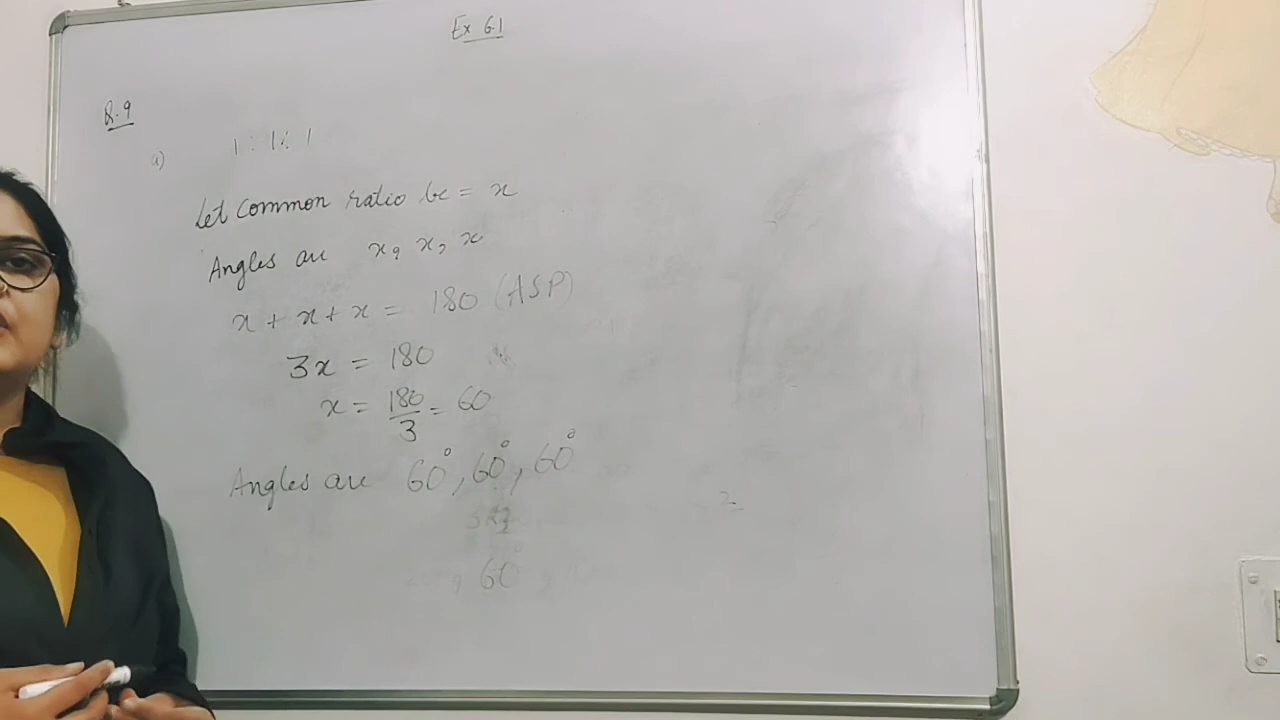 Ex 6.1
Q.9
a) 1 : 1 : 1
Let common ratio be = x
Angles are x, x, x
x + x + x = 180 (ASP)
3x = 180
x = 180/3 = 60
Angles are 60°, 60°, 60°
60